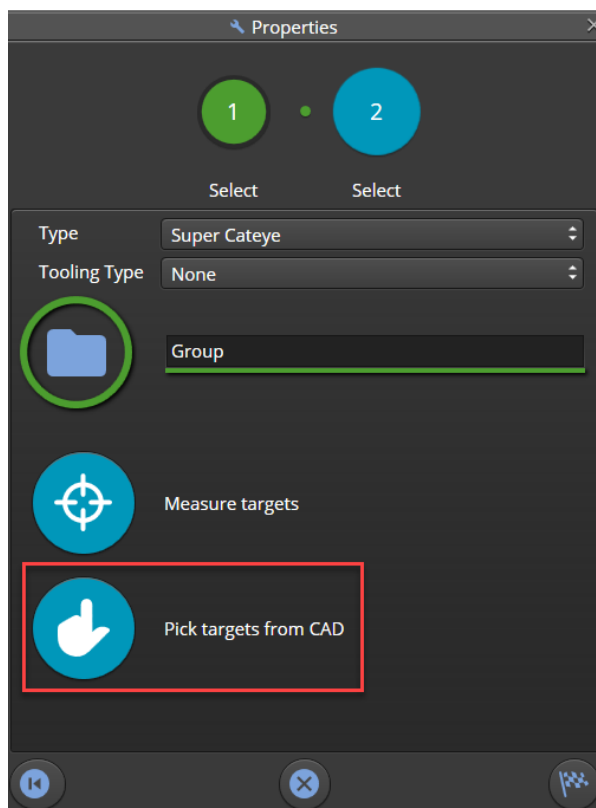 Properties
1
2
Select
Select
Type
Super Cateye
Tooling Type
None
Group
Measure targets
Pick targets from CAD